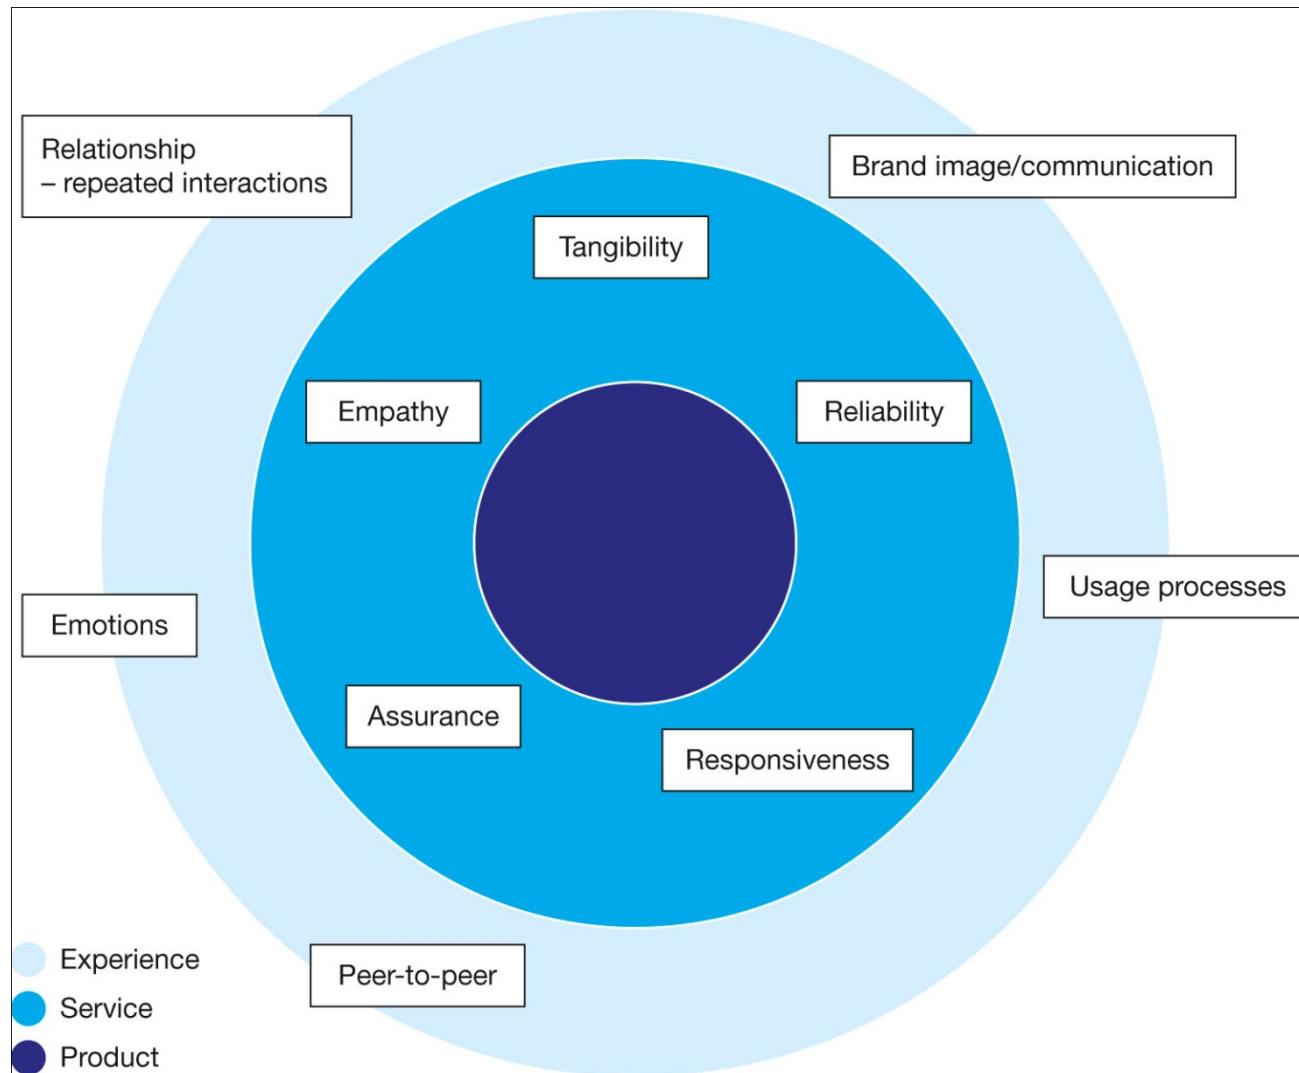 Relationship
– repeated interactions
Brand image/communication
Tangibility
Empathy
Reliability
Usage processes
Emotions
Assurance
Responsiveness
Peer-to-peer
Experience
Service
Product